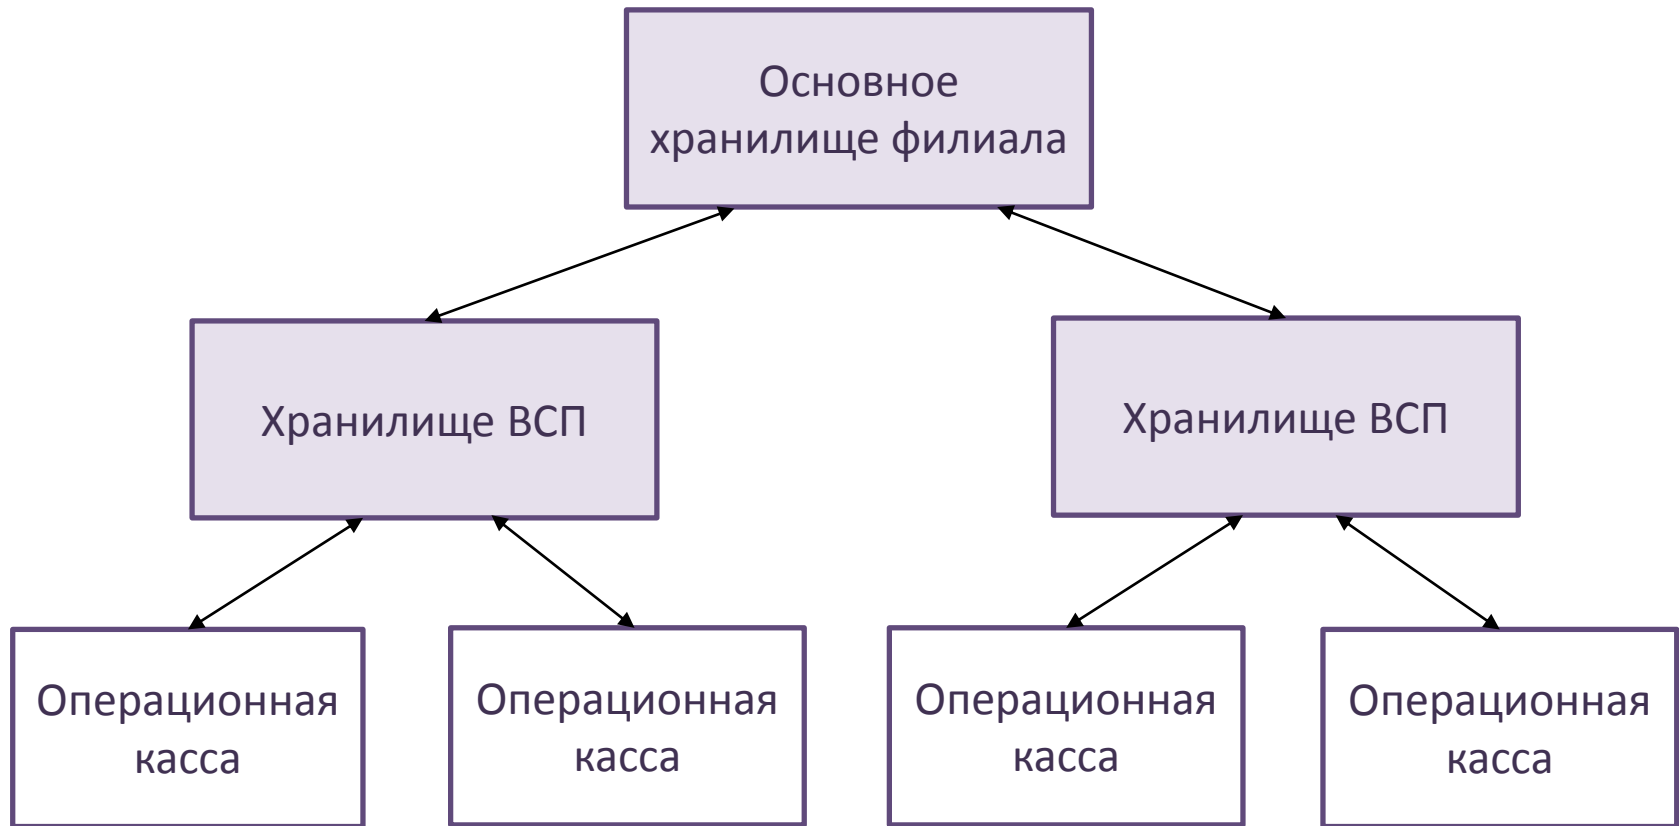 Основное
хранилище филиала
Хранилище ВСП
Хранилище ВСП
Операционная
касса
Операционная
касса
Операционная
касса
Операционная
касса